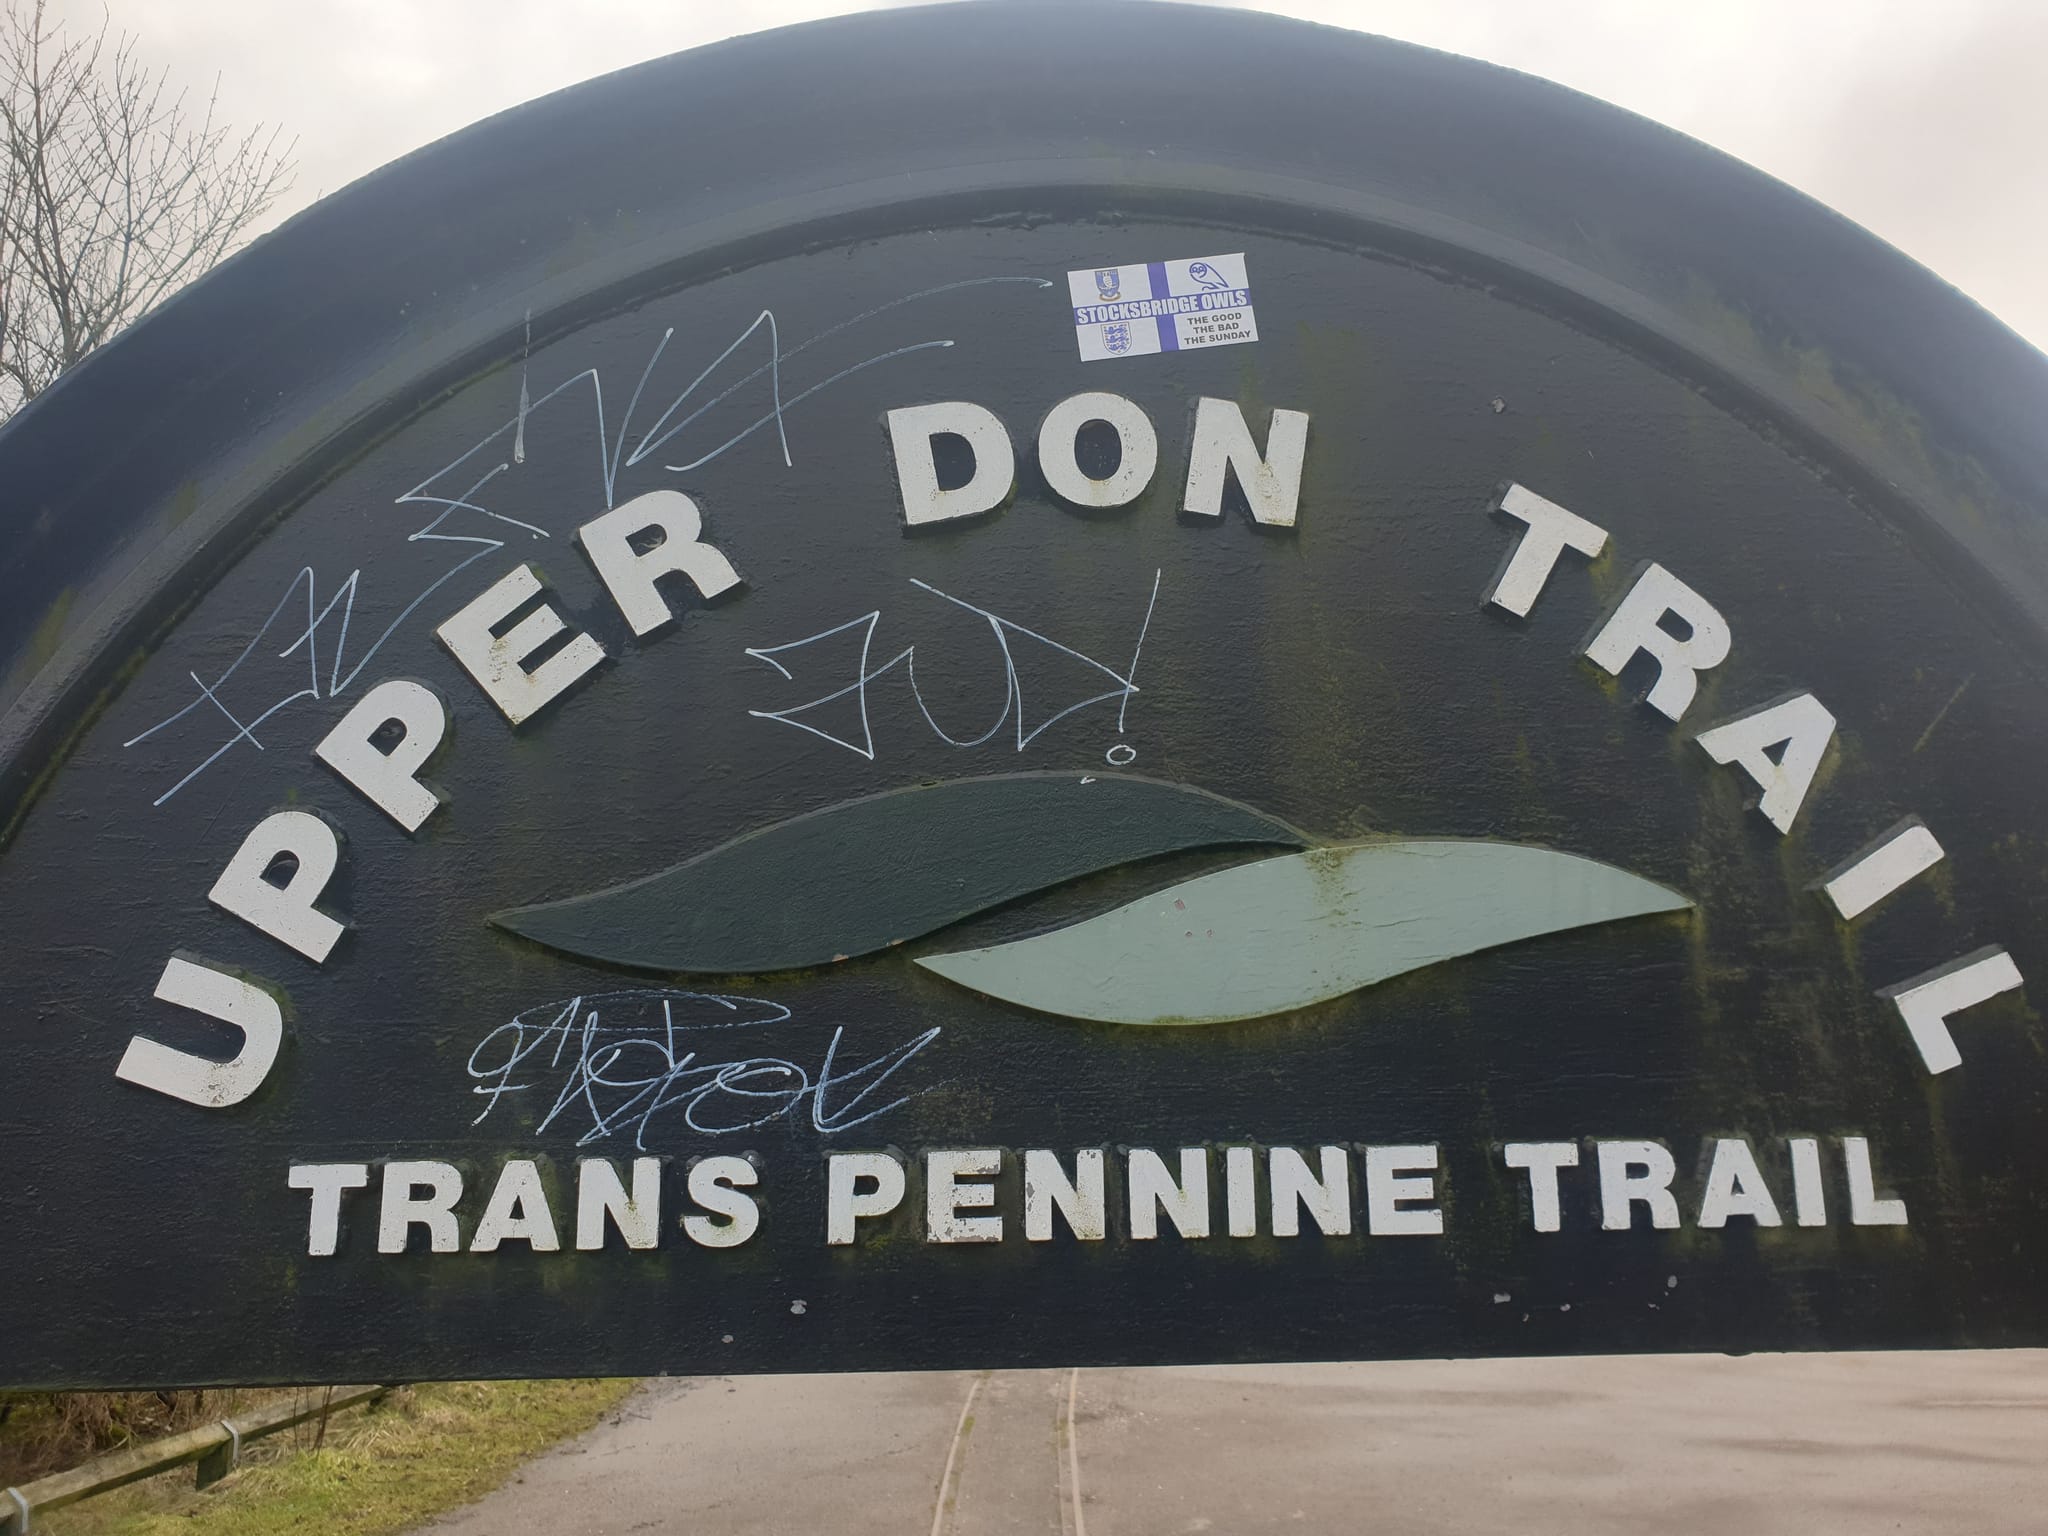 STOCKSBRIDGE OWLS
THE GOOD
THE BAD
THE SUNDAY
UPPER DON TRAIL
TRANS PENNINE TRAIL